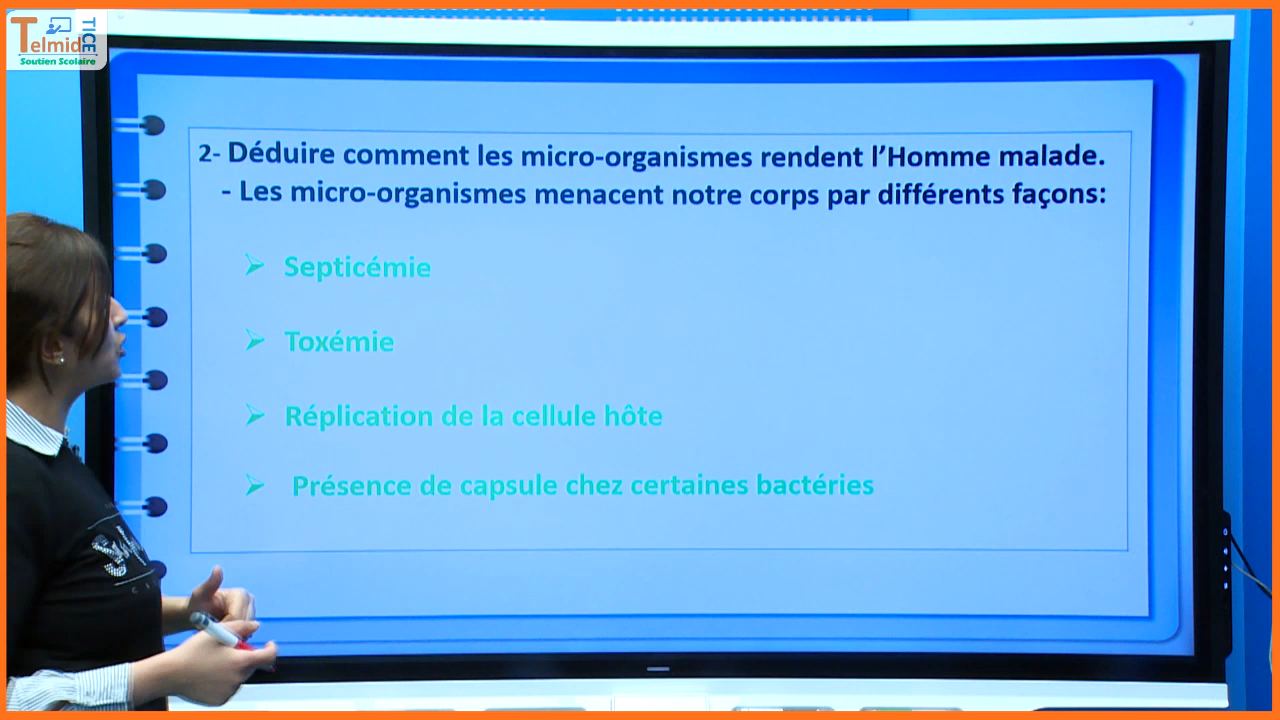 Telmid TICE
Soutien Scolaire
2- Déduire comment les micro-organismes rendent l’Homme malade.
- Les micro-organismes menacent notre corps par différents façons:
➢ Septicémie
➢ Toxémie
➢ Réplication de la cellule hôte
➢ Présence de capsule chez certaines bactéries